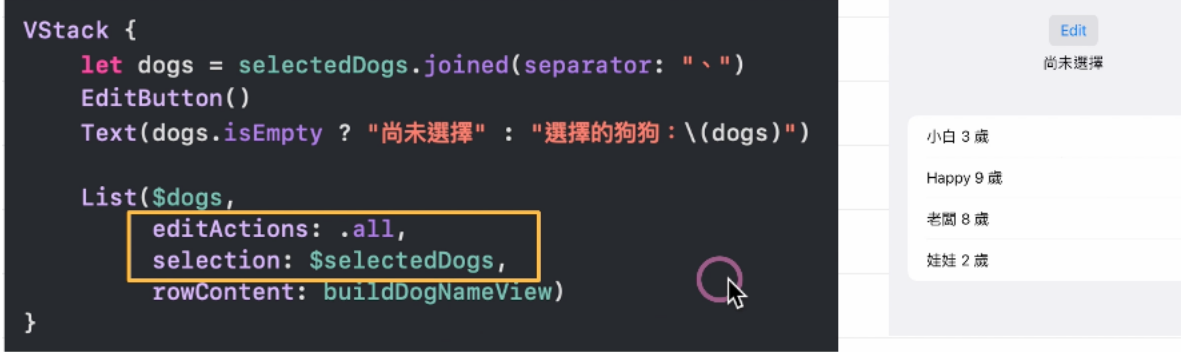 VStack {
let dogs = selectedDogs.joined(separator: "、")
EditButton()
Text(dogs.isEmpty ? "尚未選擇" : "選擇的狗狗：\(dogs)")
List($dogs,
editActions: .all,
selection: $selectedDogs,
rowContent: buildDogNameView)
}
Edit
尚未選擇
小白 3 歲
Happy 9 歲
老闆 8 歲
娃娃 2 歲